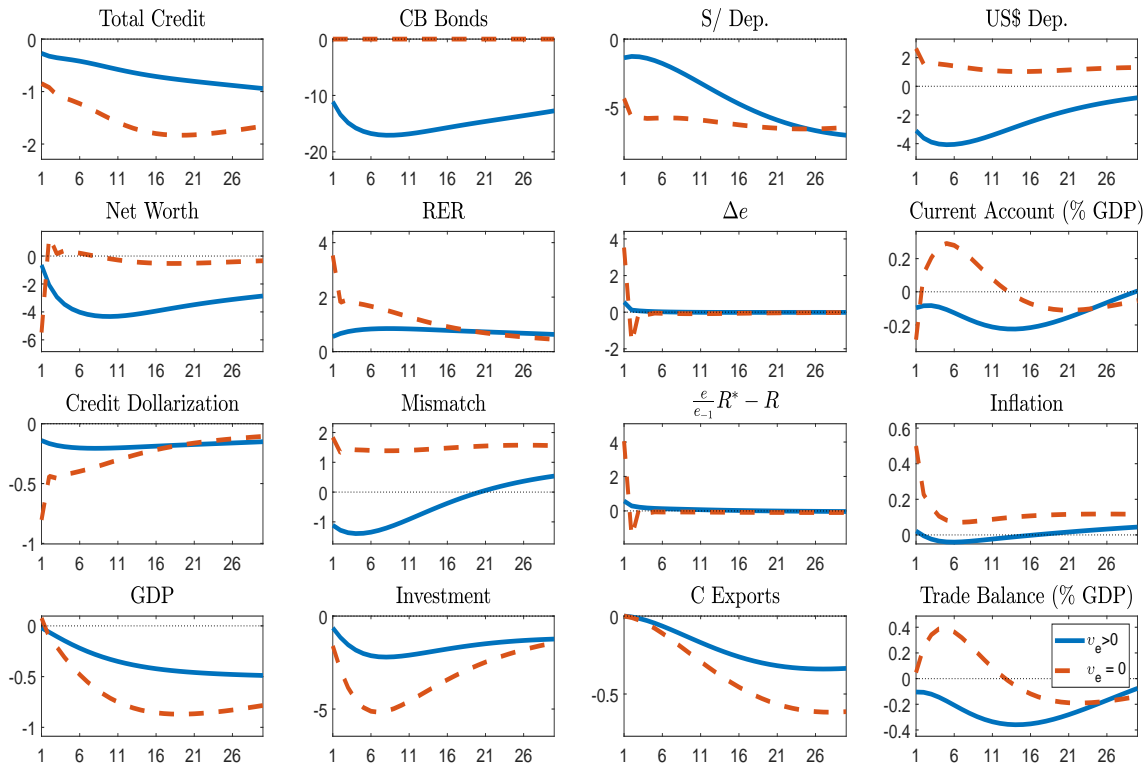 Total Credit
CB Bonds
S/ Dep.
US$ Dep.
0
-1
-2
1 6 11 16 21 26
0
-10
-20
1 6 11 16 21 26
0
-5
1 6 11 16 21 26
2
0
-2
-4
1 6 11 16 21 26
Net Worth
RER
Δe
Current Account (% GDP)
0
-2
-4
-6
1 6 11 16 21 26
4
2
0
1 6 11 16 21 26
4
2
0
-2
1 6 11 16 21 26
0.2
0
-0.2
1 6 11 16 21 26
Credit Dollarization
Mismatch
e/e₋₁ R* − R
Inflation
0
-0.5
-1
1 6 11 16 21 26
2
1
0
-1
1 6 11 16 21 26
4
2
0
1 6 11 16 21 26
0.6
0.4
0.2
0
1 6 11 16 21 26
GDP
Investment
C Exports
Trade Balance (% GDP)
0
-0.5
-1
1 6 11 16 21 26
0
-5
1 6 11 16 21 26
0
-0.5
1 6 11 16 21 26
0.4
0.2
0
-0.2
-0.4
1 6 11 16 21 26
υₑ>0
υₑ = 0